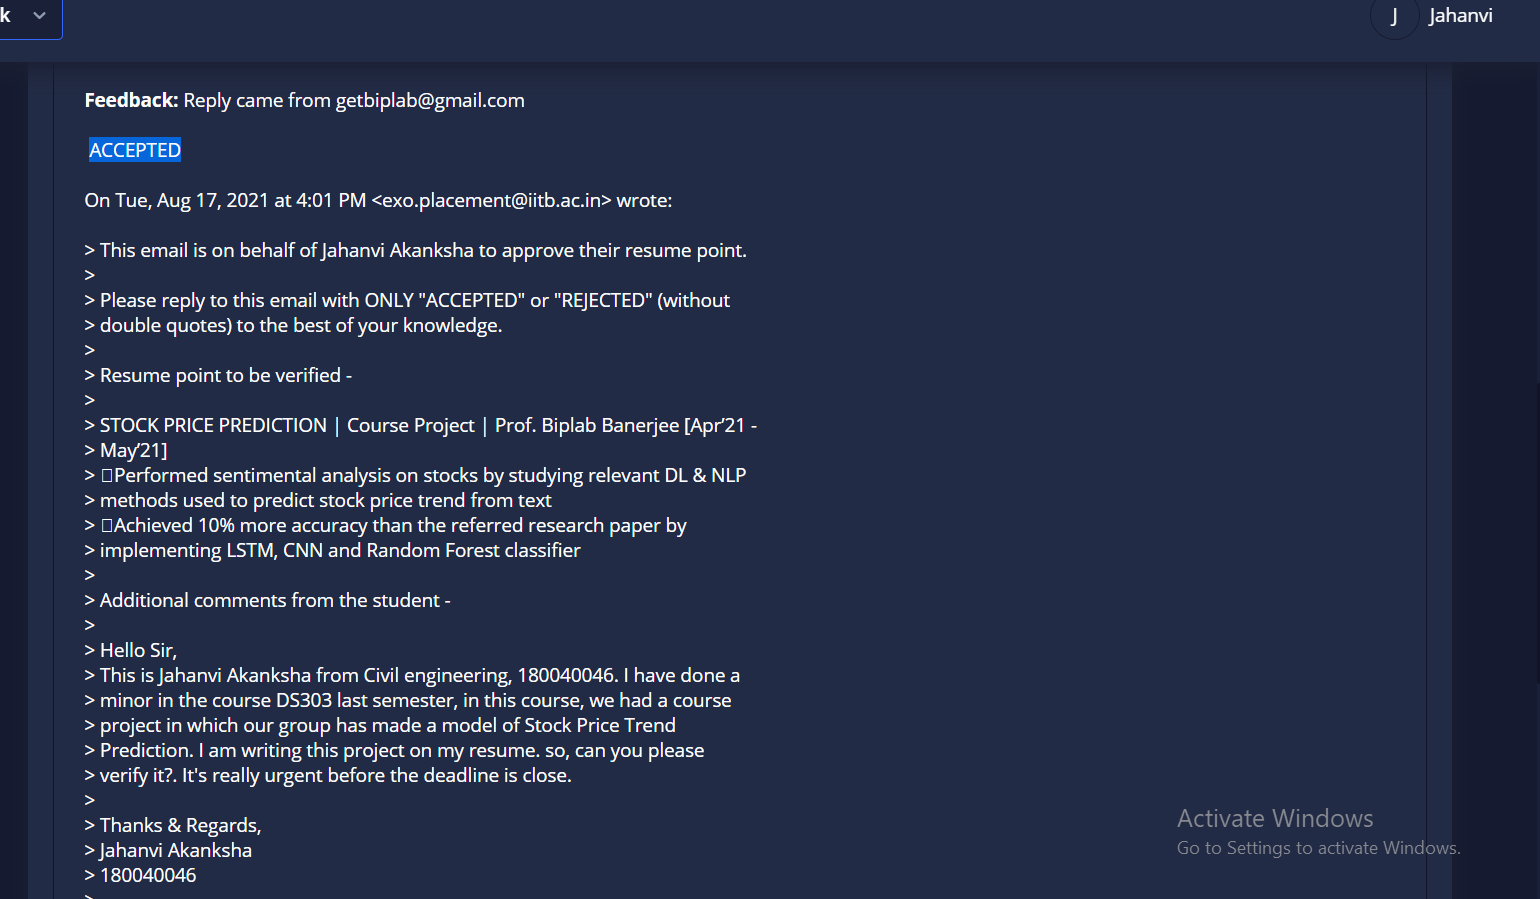 k
J Jahanvi
Feedback: Reply came from getbiplab@gmail.com
ACCEPTED
On Tue, Aug 17, 2021 at 4:01 PM <exo.placement@iitb.ac.in> wrote:
> This email is on behalf of Jahanvi Akanksha to approve their resume point.
>
> Please reply to this email with ONLY "ACCEPTED" or "REJECTED" (without
> double quotes) to the best of your knowledge.
>
> Resume point to be verified -
>
> STOCK PRICE PREDICTION | Course Project | Prof. Biplab Banerjee [Apr’21 -
> May’21]
> Performed sentimental analysis on stocks by studying relevant DL & NLP
> methods used to predict stock price trend from text
> Achieved 10% more accuracy than the referred research paper by
> implementing LSTM, CNN and Random Forest classifier
>
> Additional comments from the student -
>
> Hello Sir,
> This is Jahanvi Akanksha from Civil engineering, 180040046. I have done a
> minor in the course DS303 last semester, in this course, we had a course
> project in which our group has made a model of Stock Price Trend
> Prediction. I am writing this project on my resume. so, can you please
> verify it?. It's really urgent before the deadline is close.
>
> Thanks & Regards,
> Jahanvi Akanksha
> 180040046
>
Activate Windows
Go to Settings to activate Windows.